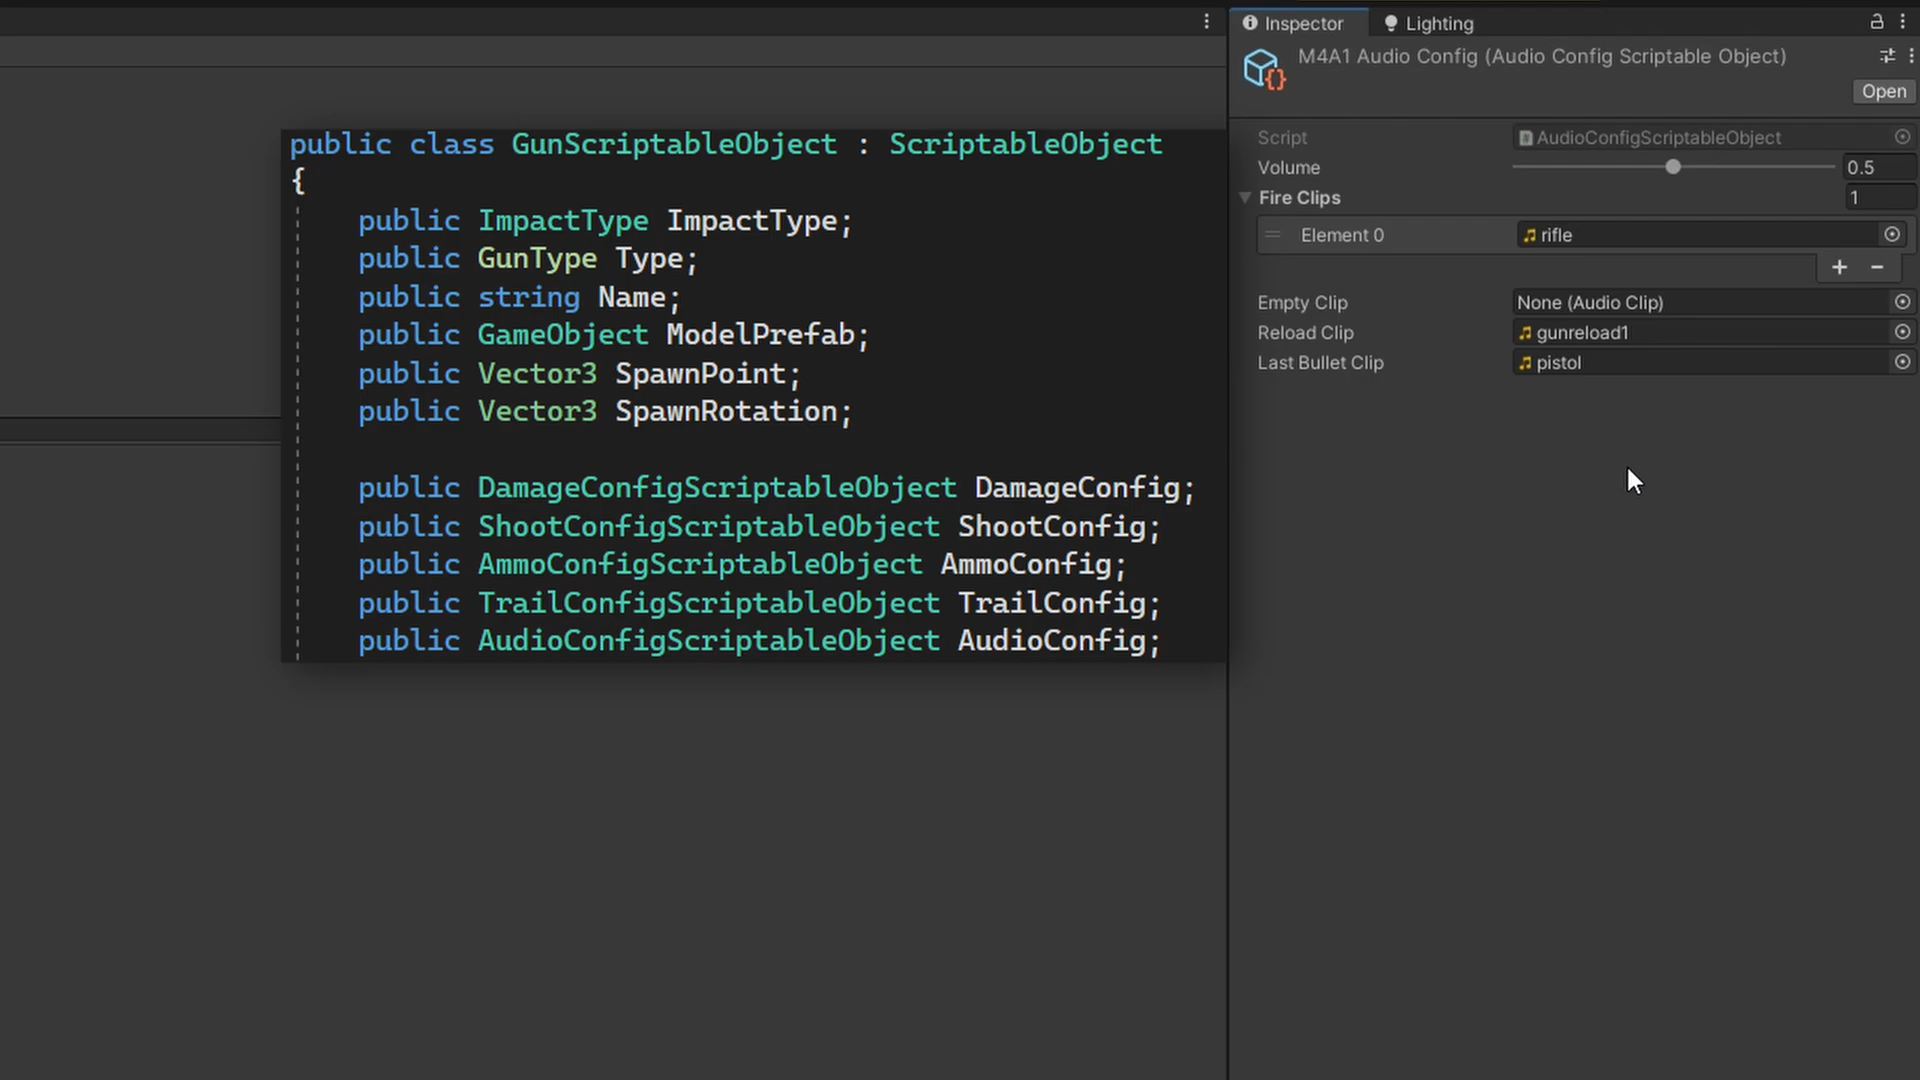 public class GunScriptableObject : ScriptableObject
{
public ImpactType ImpactType;
public GunType Type;
public string Name;
public GameObject ModelPrefab;
public Vector3 SpawnPoint;
public Vector3 SpawnRotation;
public DamageConfigScriptableObject DamageConfig;
public ShootConfigScriptableObject ShootConfig;
public AmmoConfigScriptableObject AmmoConfig;
public TrailConfigScriptableObject TrailConfig;
public AudioConfigScriptableObject AudioConfig;
Inspector Lighting
M4A1 Audio Config (Audio Config Scriptable Object)
Open
Script AudioConfigScriptableObject
Volume 0.5
Fire Clips 1
Element 0 rifle
+ −
Empty Clip None (Audio Clip)
Reload Clip gunreload1
Last Bullet Clip pistol